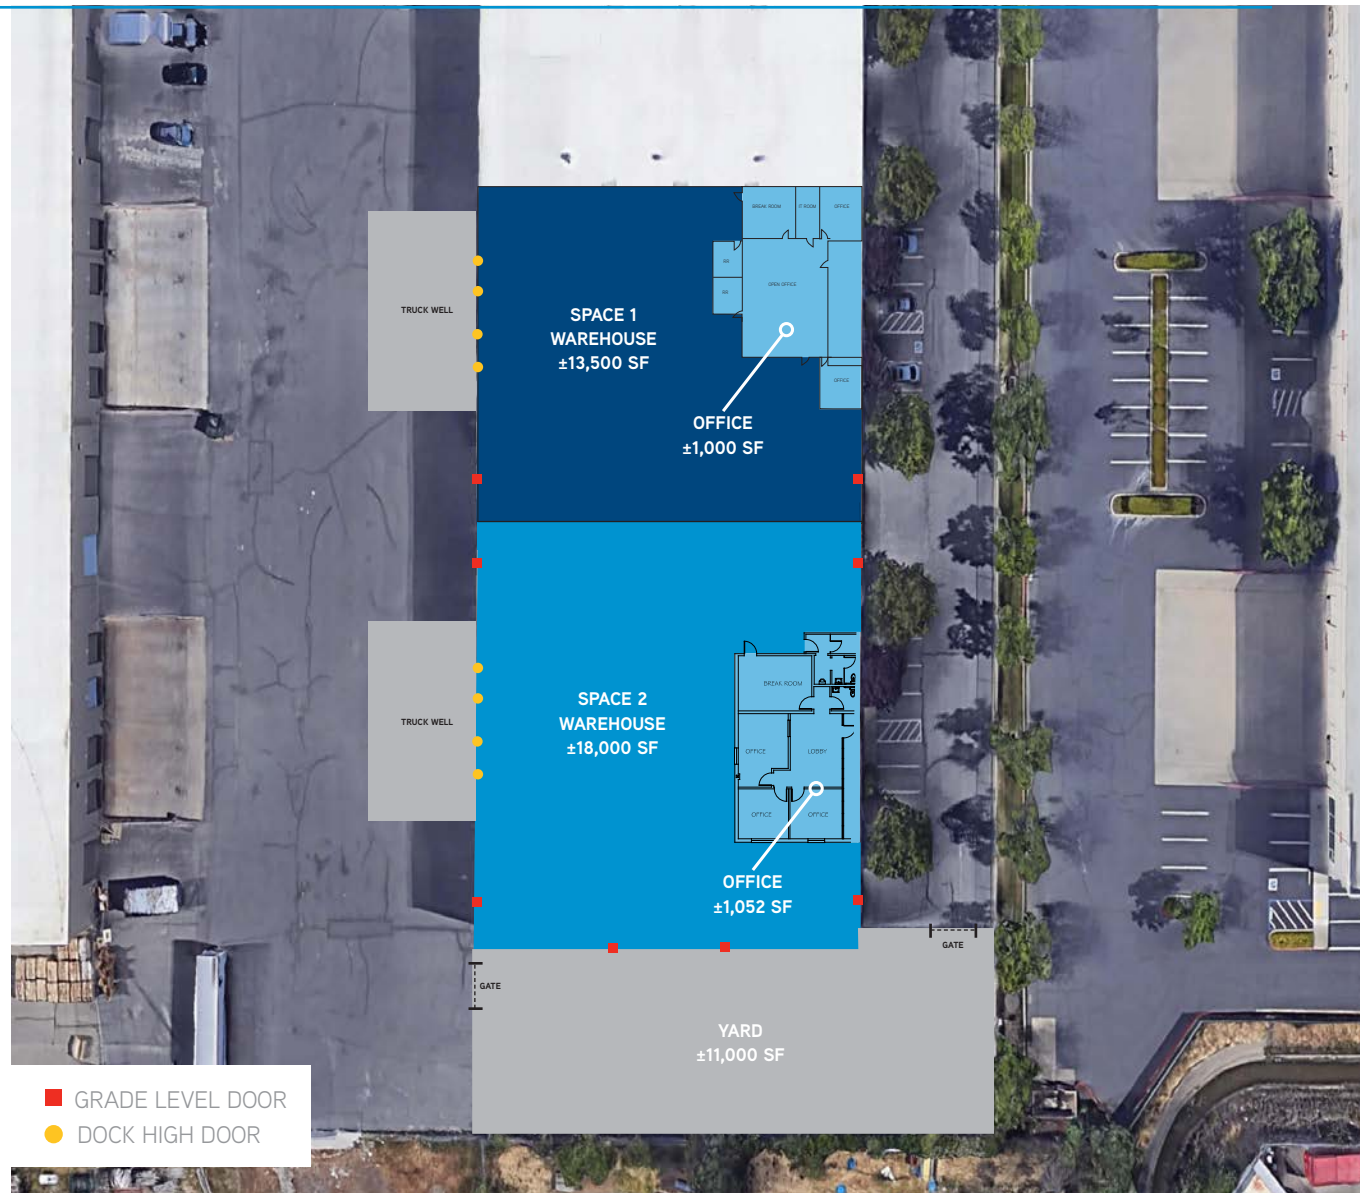 BREAK ROOM
IT ROOM
OFFICE
RR
RR
OPEN OFFICE
TRUCK WELL
SPACE 1
WAREHOUSE
±13,500 SF
OFFICE
OFFICE
±1,000 SF
BREAK ROOM
SPACE 2
WAREHOUSE
±18,000 SF
TRUCK WELL
OFFICE
LOBBY
OFFICE
OFFICE
OFFICE
±1,052 SF
GATE
GATE
YARD
±11,000 SF
GRADE LEVEL DOOR
DOCK HIGH DOOR